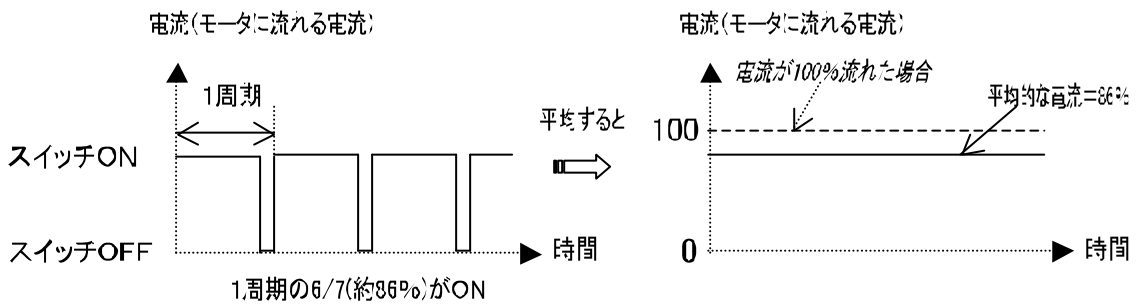 電流(モータに流れる電流)
1周期
スイッチON
スイッチOFF
時間
1周期の6/7(約86%)がON
平均すると
電流(モータに流れる電流)
電流が100%流れた場合
平均的な電流=86%
100
0
時間